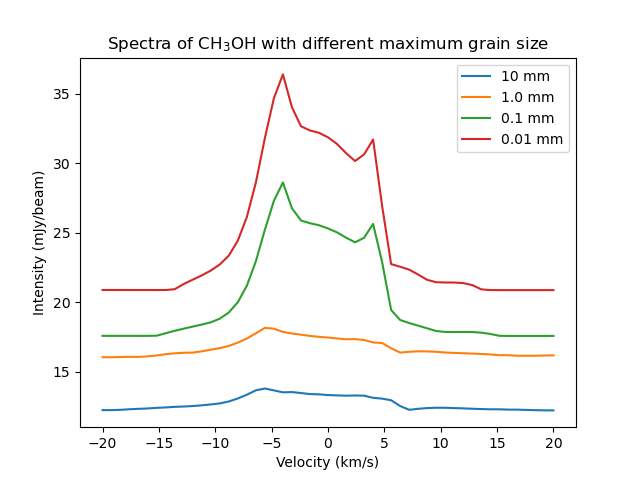 Spectra of CH₃OH with different maximum grain size
10 mm
1.0 mm
0.1 mm
0.01 mm
35
30
25
20
15
Intensity (mJy/beam)
−20 −15 −10 −5 0 5 10 15 20
Velocity (km/s)